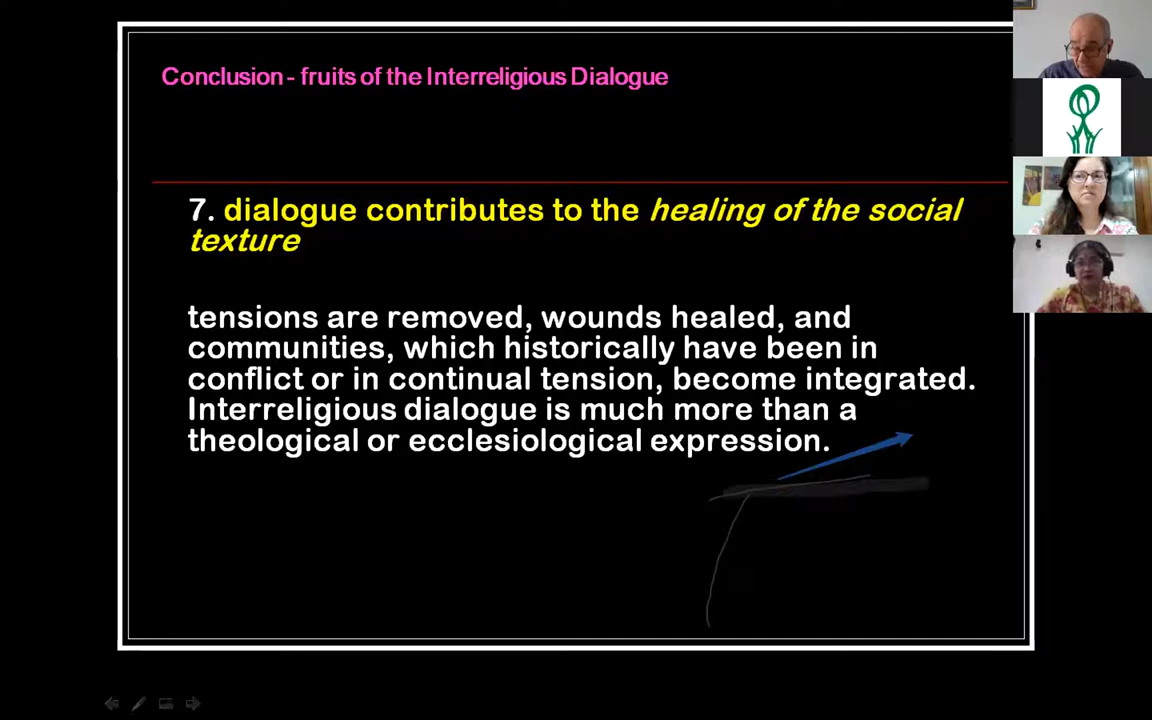 Conclusion - fruits of the Interreligious Dialogue
7. dialogue contributes to the healing of the social
texture
tensions are removed, wounds healed, and
communities, which historically have been in
conflict or in continual tension, become integrated.
Interreligious dialogue is much more than a
theological or ecclesiological expression.